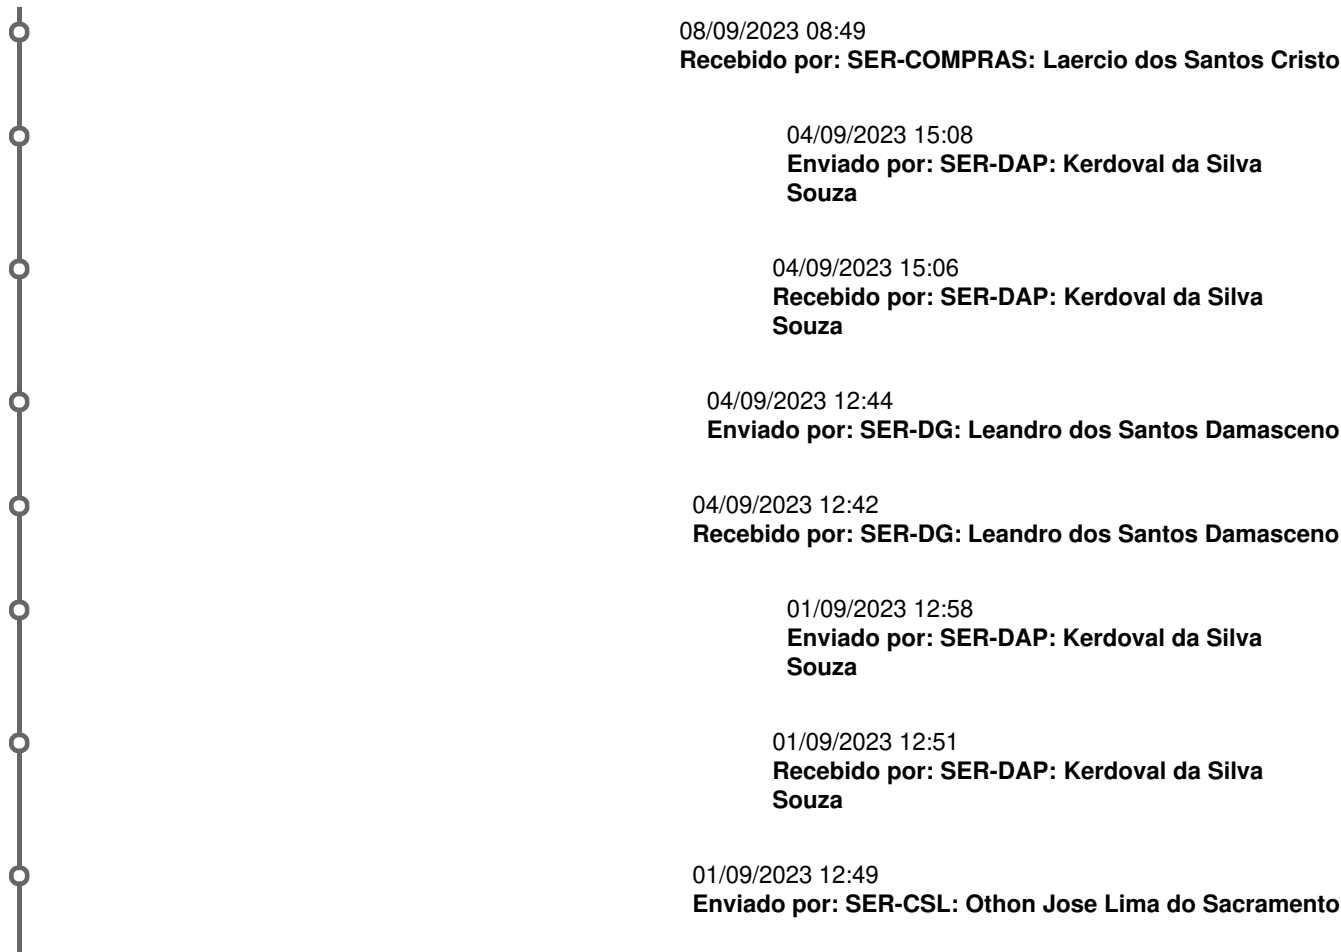 08/09/2023 08:49
Recebido por: SER-COMPRAS: Laercio dos Santos Cristo
04/09/2023 15:08
Enviado por: SER-DAP: Kerdoval da Silva
Souza
04/09/2023 15:06
Recebido por: SER-DAP: Kerdoval da Silva
Souza
04/09/2023 12:44
Enviado por: SER-DG: Leandro dos Santos Damasceno
04/09/2023 12:42
Recebido por: SER-DG: Leandro dos Santos Damasceno
01/09/2023 12:58
Enviado por: SER-DAP: Kerdoval da Silva
Souza
01/09/2023 12:51
Recebido por: SER-DAP: Kerdoval da Silva
Souza
01/09/2023 12:49
Enviado por: SER-CSL: Othon Jose Lima do Sacramento